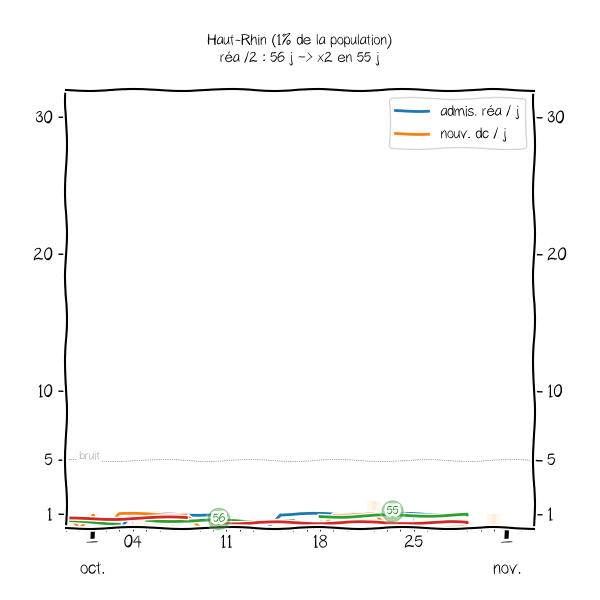 Haut-Rhin (1% de la population)
réa /2 : 56 j -> x2 en 55 j
admis. réa / j
nouv. dc / j
30
30
20
20
10
10
5
bruit
5
1
56
55
1
04
11
18
25
oct.
nov.